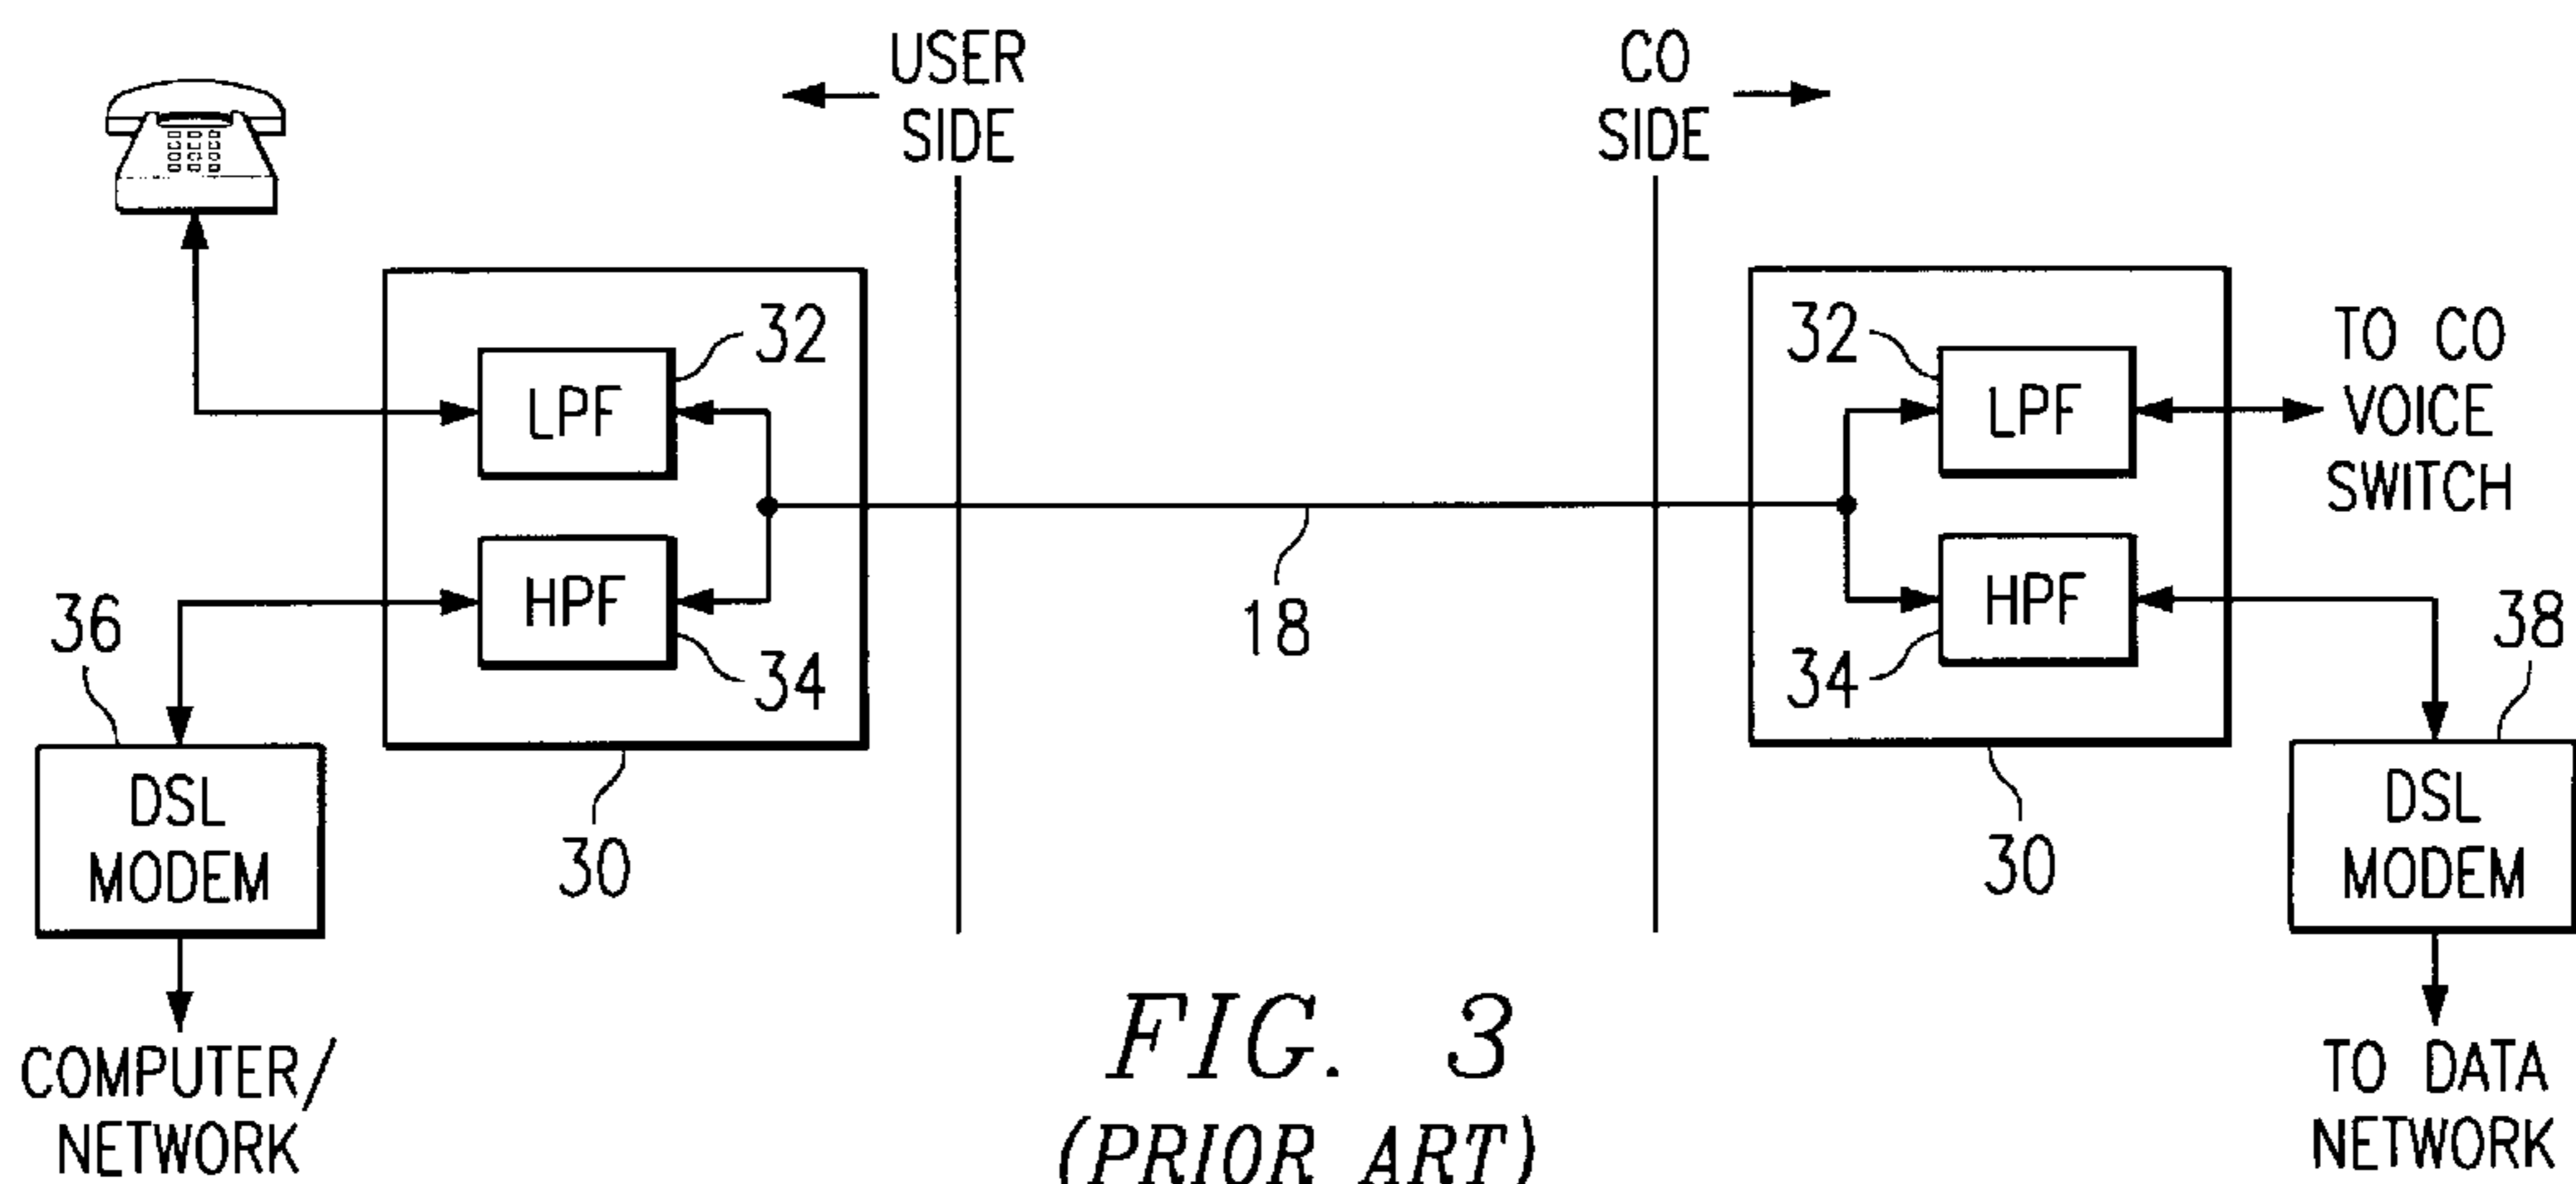 USER
SIDE
CO
SIDE
32
LPF
HPF
34
30
36
DSL
MODEM
COMPUTER/
NETWORK
18
32
LPF
HPF
34
30
TO CO
VOICE
SWITCH
38
DSL
MODEM
TO DATA
NETWORK
FIG. 3
(PRIOR ART)